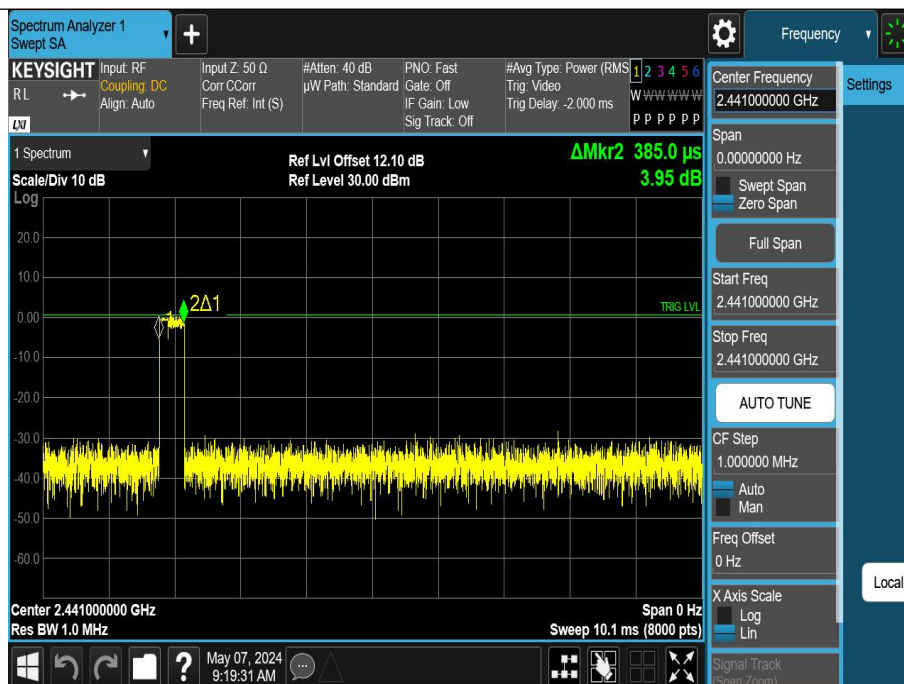 Spectrum Analyzer 1
Swept SA
Frequency
KEYSIGHT
RL
LXI
Input: RF
Coupling: DC
Align: Auto
Input Z: 50 Ω
Corr CCorr
Freq Ref: Int (S)
#Atten: 40 dB
µW Path: Standard
PNO: Fast
Gate: Off
IF Gain: Low
Sig Track: Off
#Avg Type: Power (RMS
Trig: Video
Trig Delay: -2.000 ms
1 2 3 4 5 6
W W W W W W
P P P P P P
1 Spectrum
Scale/Div 10 dB
Log
Ref Lvl Offset 12.10 dB
Ref Level 30.00 dBm
ΔMkr2 385.0 µs
3.95 dB
20.0
10.0
0.00
-10.0
-20.0
-30.0
-40.0
-50.0
-60.0
2Δ1
1
TRIG LVL
Center 2.441000000 GHz
Res BW 1.0 MHz
Span 0 Hz
Sweep 10.1 ms (8000 pts)
May 07, 2024
9:19:31 AM
Center Frequency
2.441000000 GHz
Span
0.00000000 Hz
Swept Span
Zero Span
Full Span
Start Freq
2.441000000 GHz
Stop Freq
2.441000000 GHz
AUTO TUNE
CF Step
1.000000 MHz
Auto
Man
Freq Offset
0 Hz
X Axis Scale
Log
Lin
Signal Track
(Span Zoom)
Settings
Local